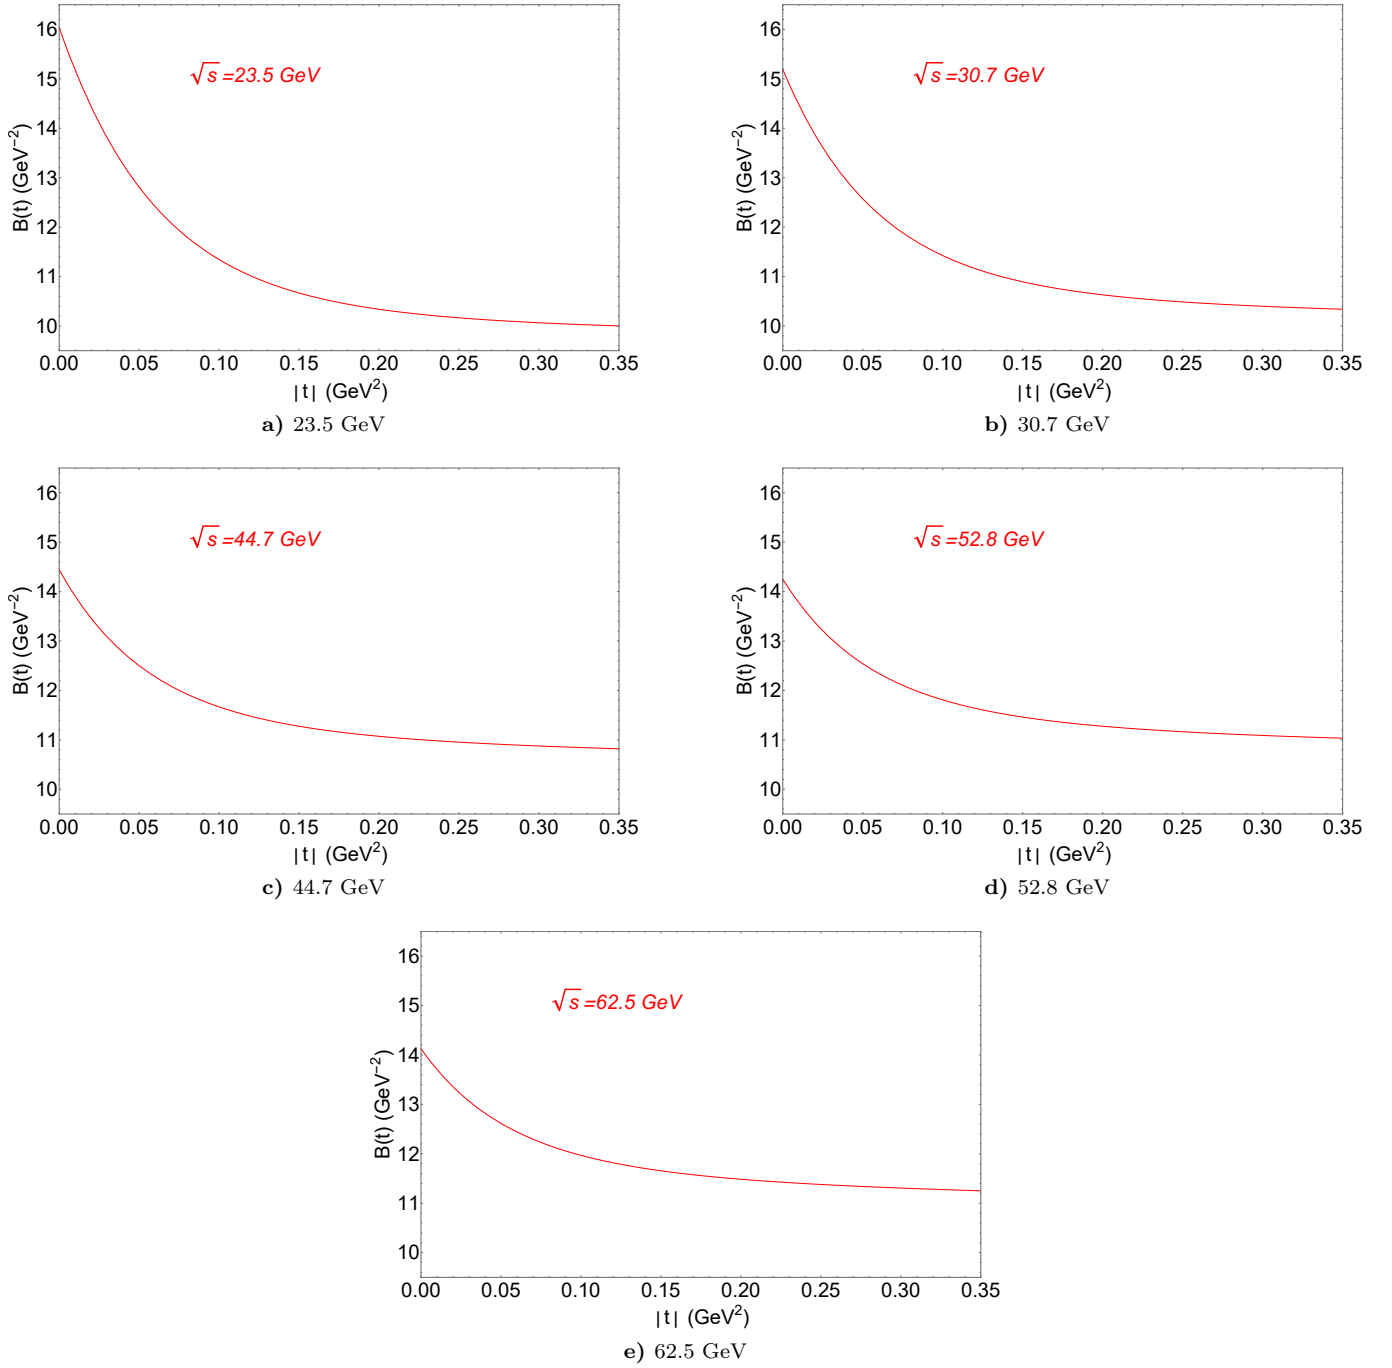 16
15
14
13
12
11
10
B(t) (GeV⁻²)
√s =23.5 GeV
0.00 0.05 0.10 0.15 0.20 0.25 0.30 0.35
|t| (GeV²)
a) 23.5 GeV
16
15
14
13
12
11
10
B(t) (GeV⁻²)
√s =30.7 GeV
0.00 0.05 0.10 0.15 0.20 0.25 0.30 0.35
|t| (GeV²)
b) 30.7 GeV
16
15
14
13
12
11
10
B(t) (GeV⁻²)
√s =44.7 GeV
0.00 0.05 0.10 0.15 0.20 0.25 0.30 0.35
|t| (GeV²)
c) 44.7 GeV
16
15
14
13
12
11
10
B(t) (GeV⁻²)
√s =52.8 GeV
0.00 0.05 0.10 0.15 0.20 0.25 0.30 0.35
|t| (GeV²)
d) 52.8 GeV
16
15
14
13
12
11
10
B(t) (GeV⁻²)
√s =62.5 GeV
0.00 0.05 0.10 0.15 0.20 0.25 0.30 0.35
|t| (GeV²)
e) 62.5 GeV